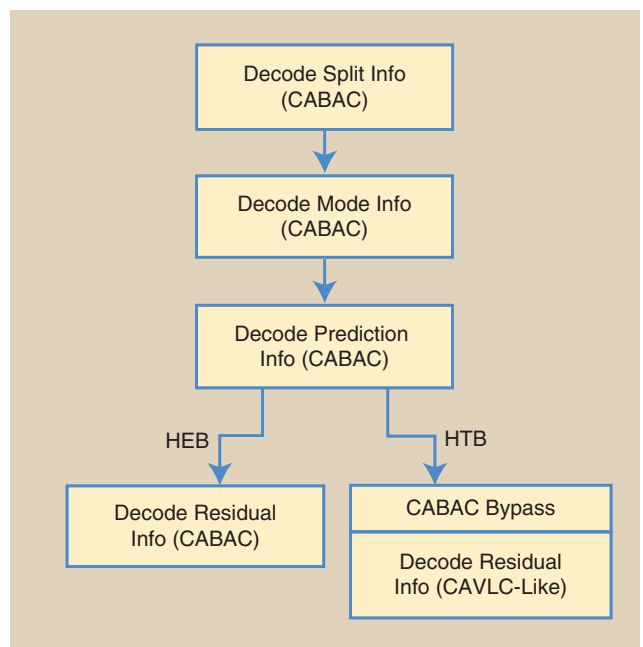 Decode Split Info
(CABAC)
Decode Mode Info
(CABAC)
Decode Prediction
Info (CABAC)
HEB
HTB
Decode Residual
Info (CABAC)
CABAC Bypass
Decode Residual
Info (CAVLC-Like)